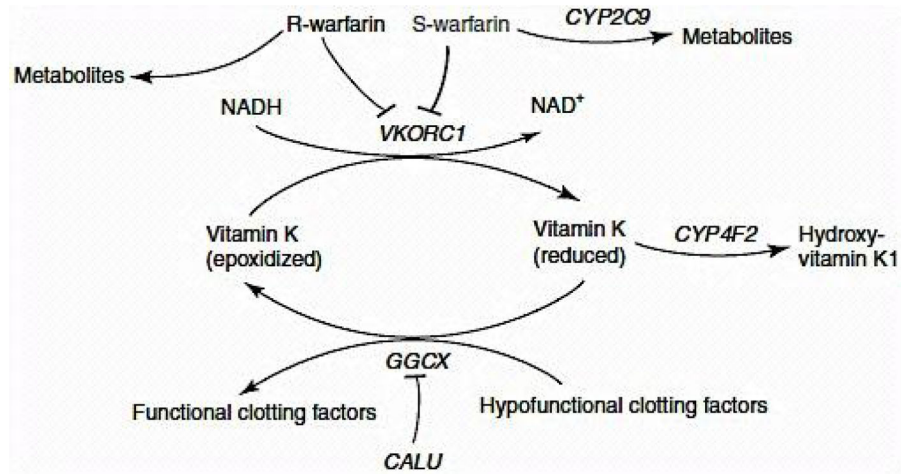 R-warfarin
S-warfarin
CYP2C9
Metabolites
Metabolites
NADH
NAD+
VKORC1
Vitamin K
(epoxidized)
Vitamin K
(reduced)
CYP4F2
Hydroxy-
vitamin K1
GGCX
Functional clotting factors
Hypofunctional clotting factors
CALU